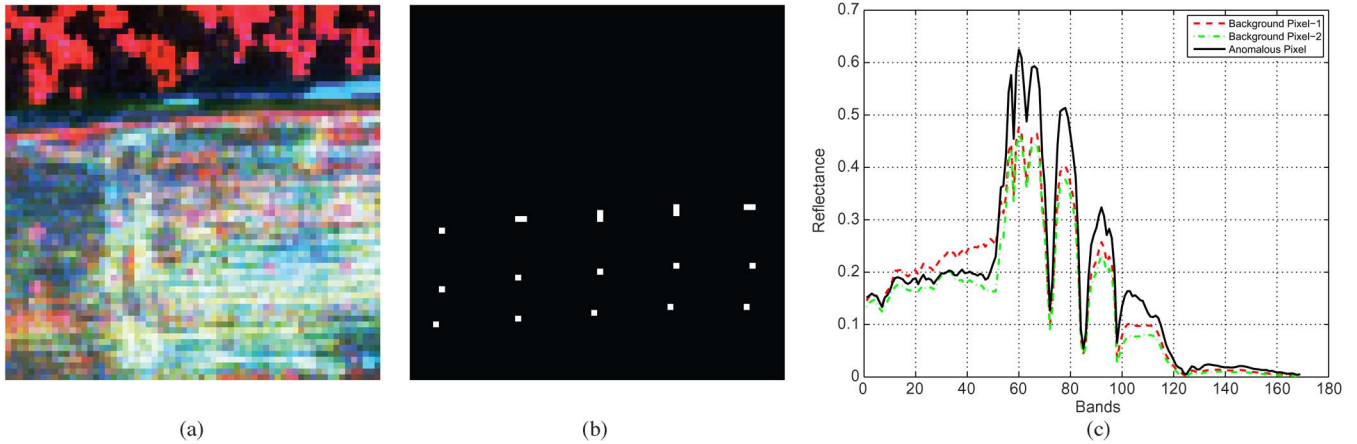 0.7
0.6
0.5
0.4
0.3
0.2
0.1
0
Reflectance
Background Pixel-1
Background Pixel-2
Anomalous Pixel
0 20 40 60 80 100 120 140 160 180
Bands
(a) (b) (c)